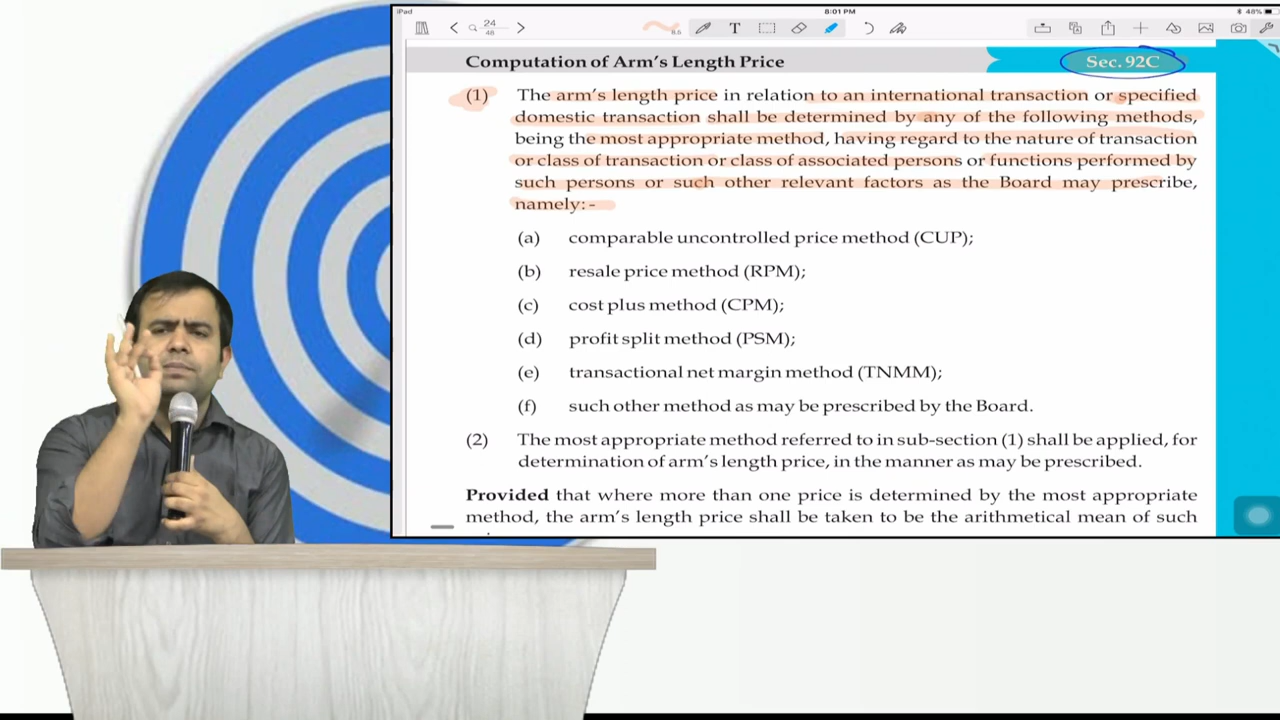 iPad
8:01 PM
48%
24
48
T
8.5
Computation of Arm's Length Price
Sec. 92C
(1) The arm's length price in relation to an international transaction or specified
domestic transaction shall be determined by any of the following methods,
being the most appropriate method, having regard to the nature of transaction
or class of transaction or class of associated persons or functions performed by
such persons or such other relevant factors as the Board may prescribe,
namely: -
(a) comparable uncontrolled price method (CUP);
(b) resale price method (RPM);
(c) cost plus method (CPM);
(d) profit split method (PSM);
(e) transactional net margin method (TNMM);
(f) such other method as may be prescribed by the Board.
(2) The most appropriate method referred to in sub-section (1) shall be applied, for
determination of arm's length price, in the manner as may be prescribed.
Provided that where more than one price is determined by the most appropriate
method, the arm's length price shall be taken to be the arithmetical mean of such